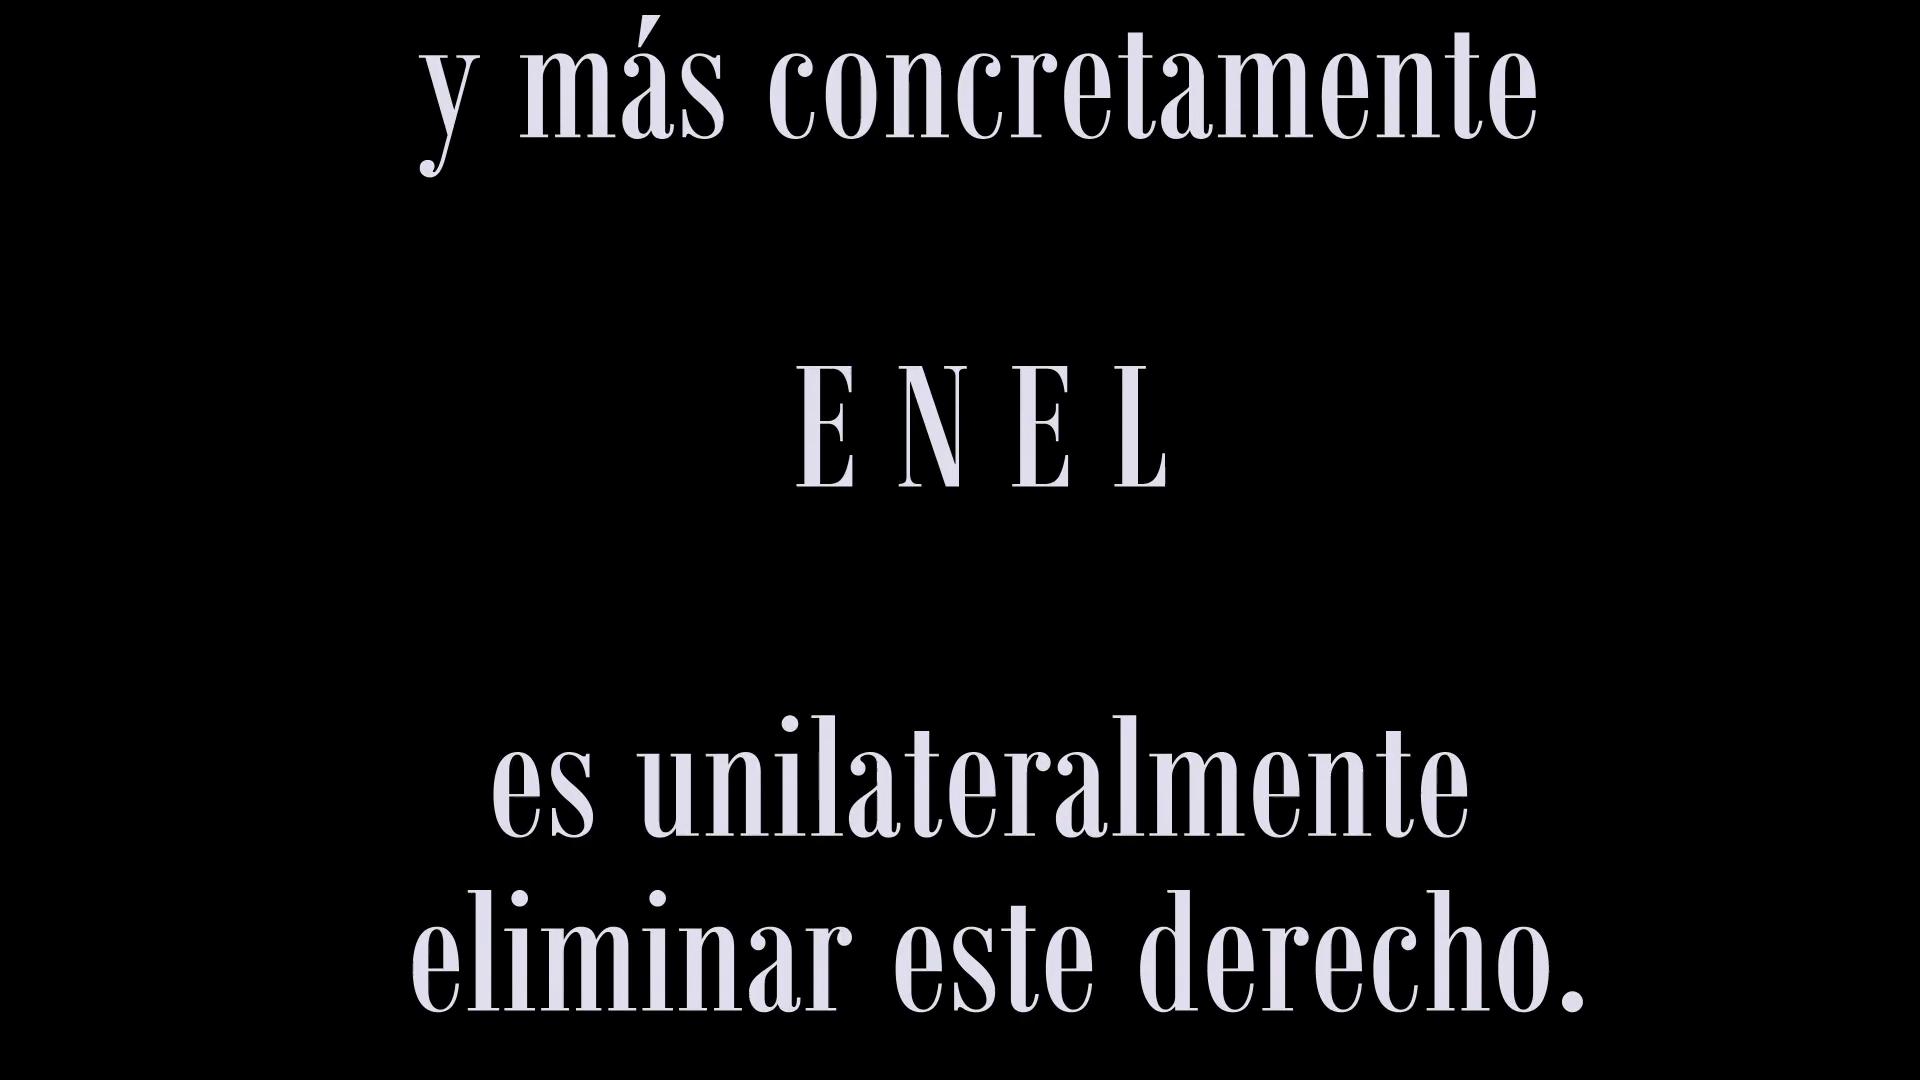 y más concretamente
E N E L
es unilateralmente
eliminar este derecho.